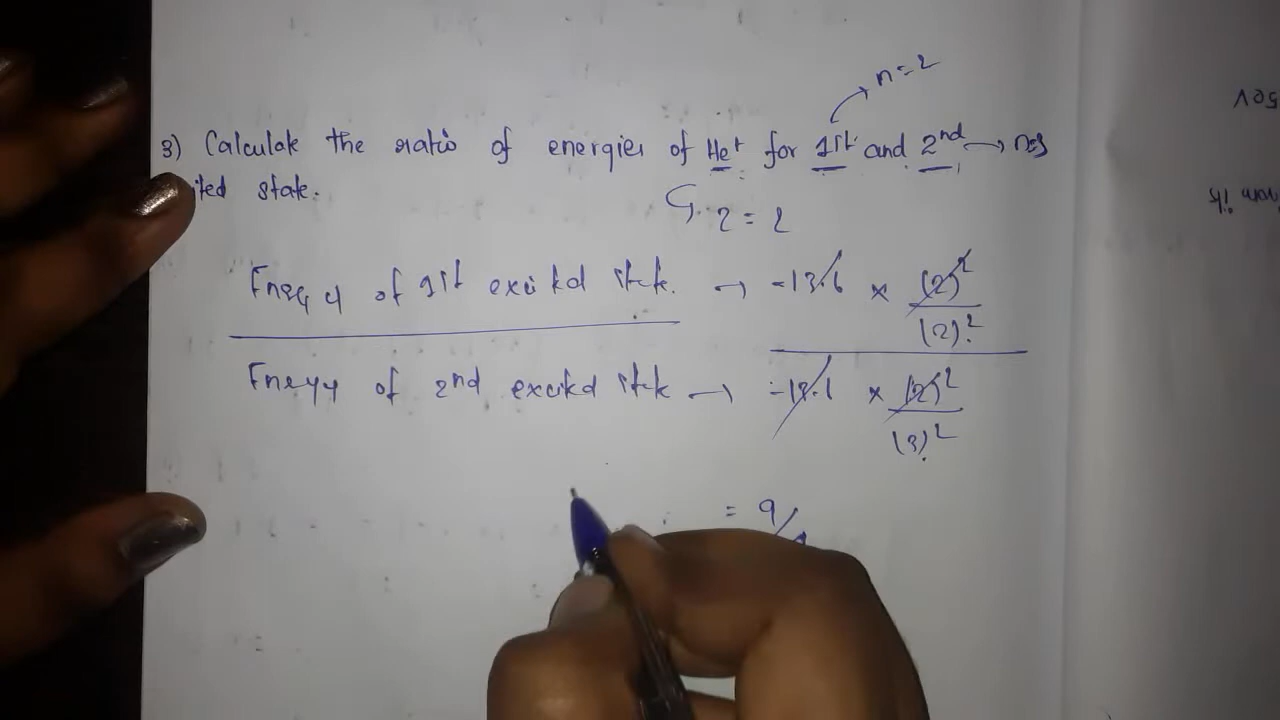 n=2
3) Calculate the ratio of energies of He+ for 1st and 2nd → n=3
ited state.
Z = 2
Energy of 1st excited state. → -13.6 × (2)²/(2)²
Energy of 2nd excited state → -13.6 × (2)²/(3)²
= 9/